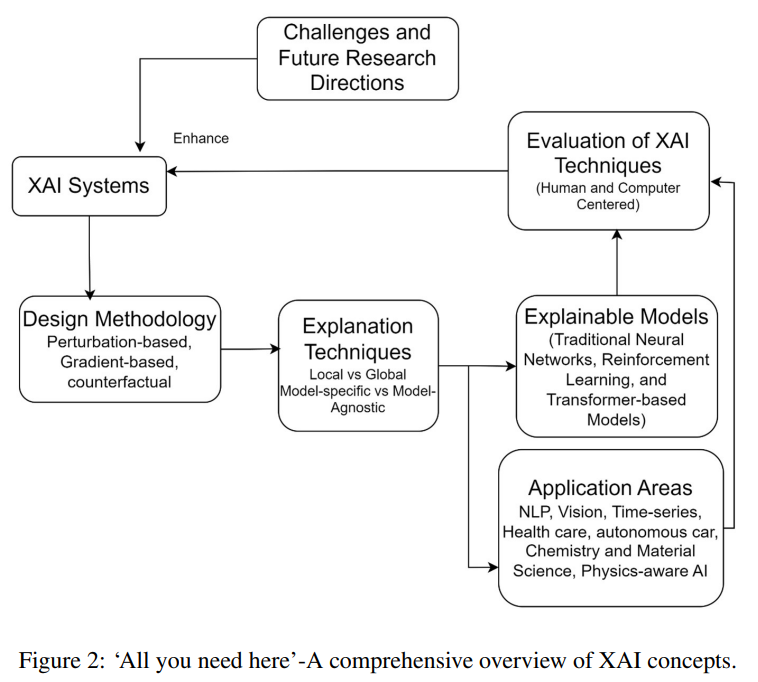 Challenges and
Future Research
Directions
Enhance
Evaluation of XAI
Techniques
(Human and Computer
Centered)
XAI Systems
Design Methodology
Perturbation-based,
Gradient-based,
counterfactual
Explanation
Techniques
Local vs Global
Model-specific vs Model-
Agnostic
Explainable Models
(Traditional Neural
Networks, Reinforcement
Learning, and
Transformer-based
Models)
Application Areas
NLP, Vision, Time-series,
Health care, autonomous car,
Chemistry and Material
Science, Physics-aware AI
Figure 2: ‘All you need here’-A comprehensive overview of XAI concepts.